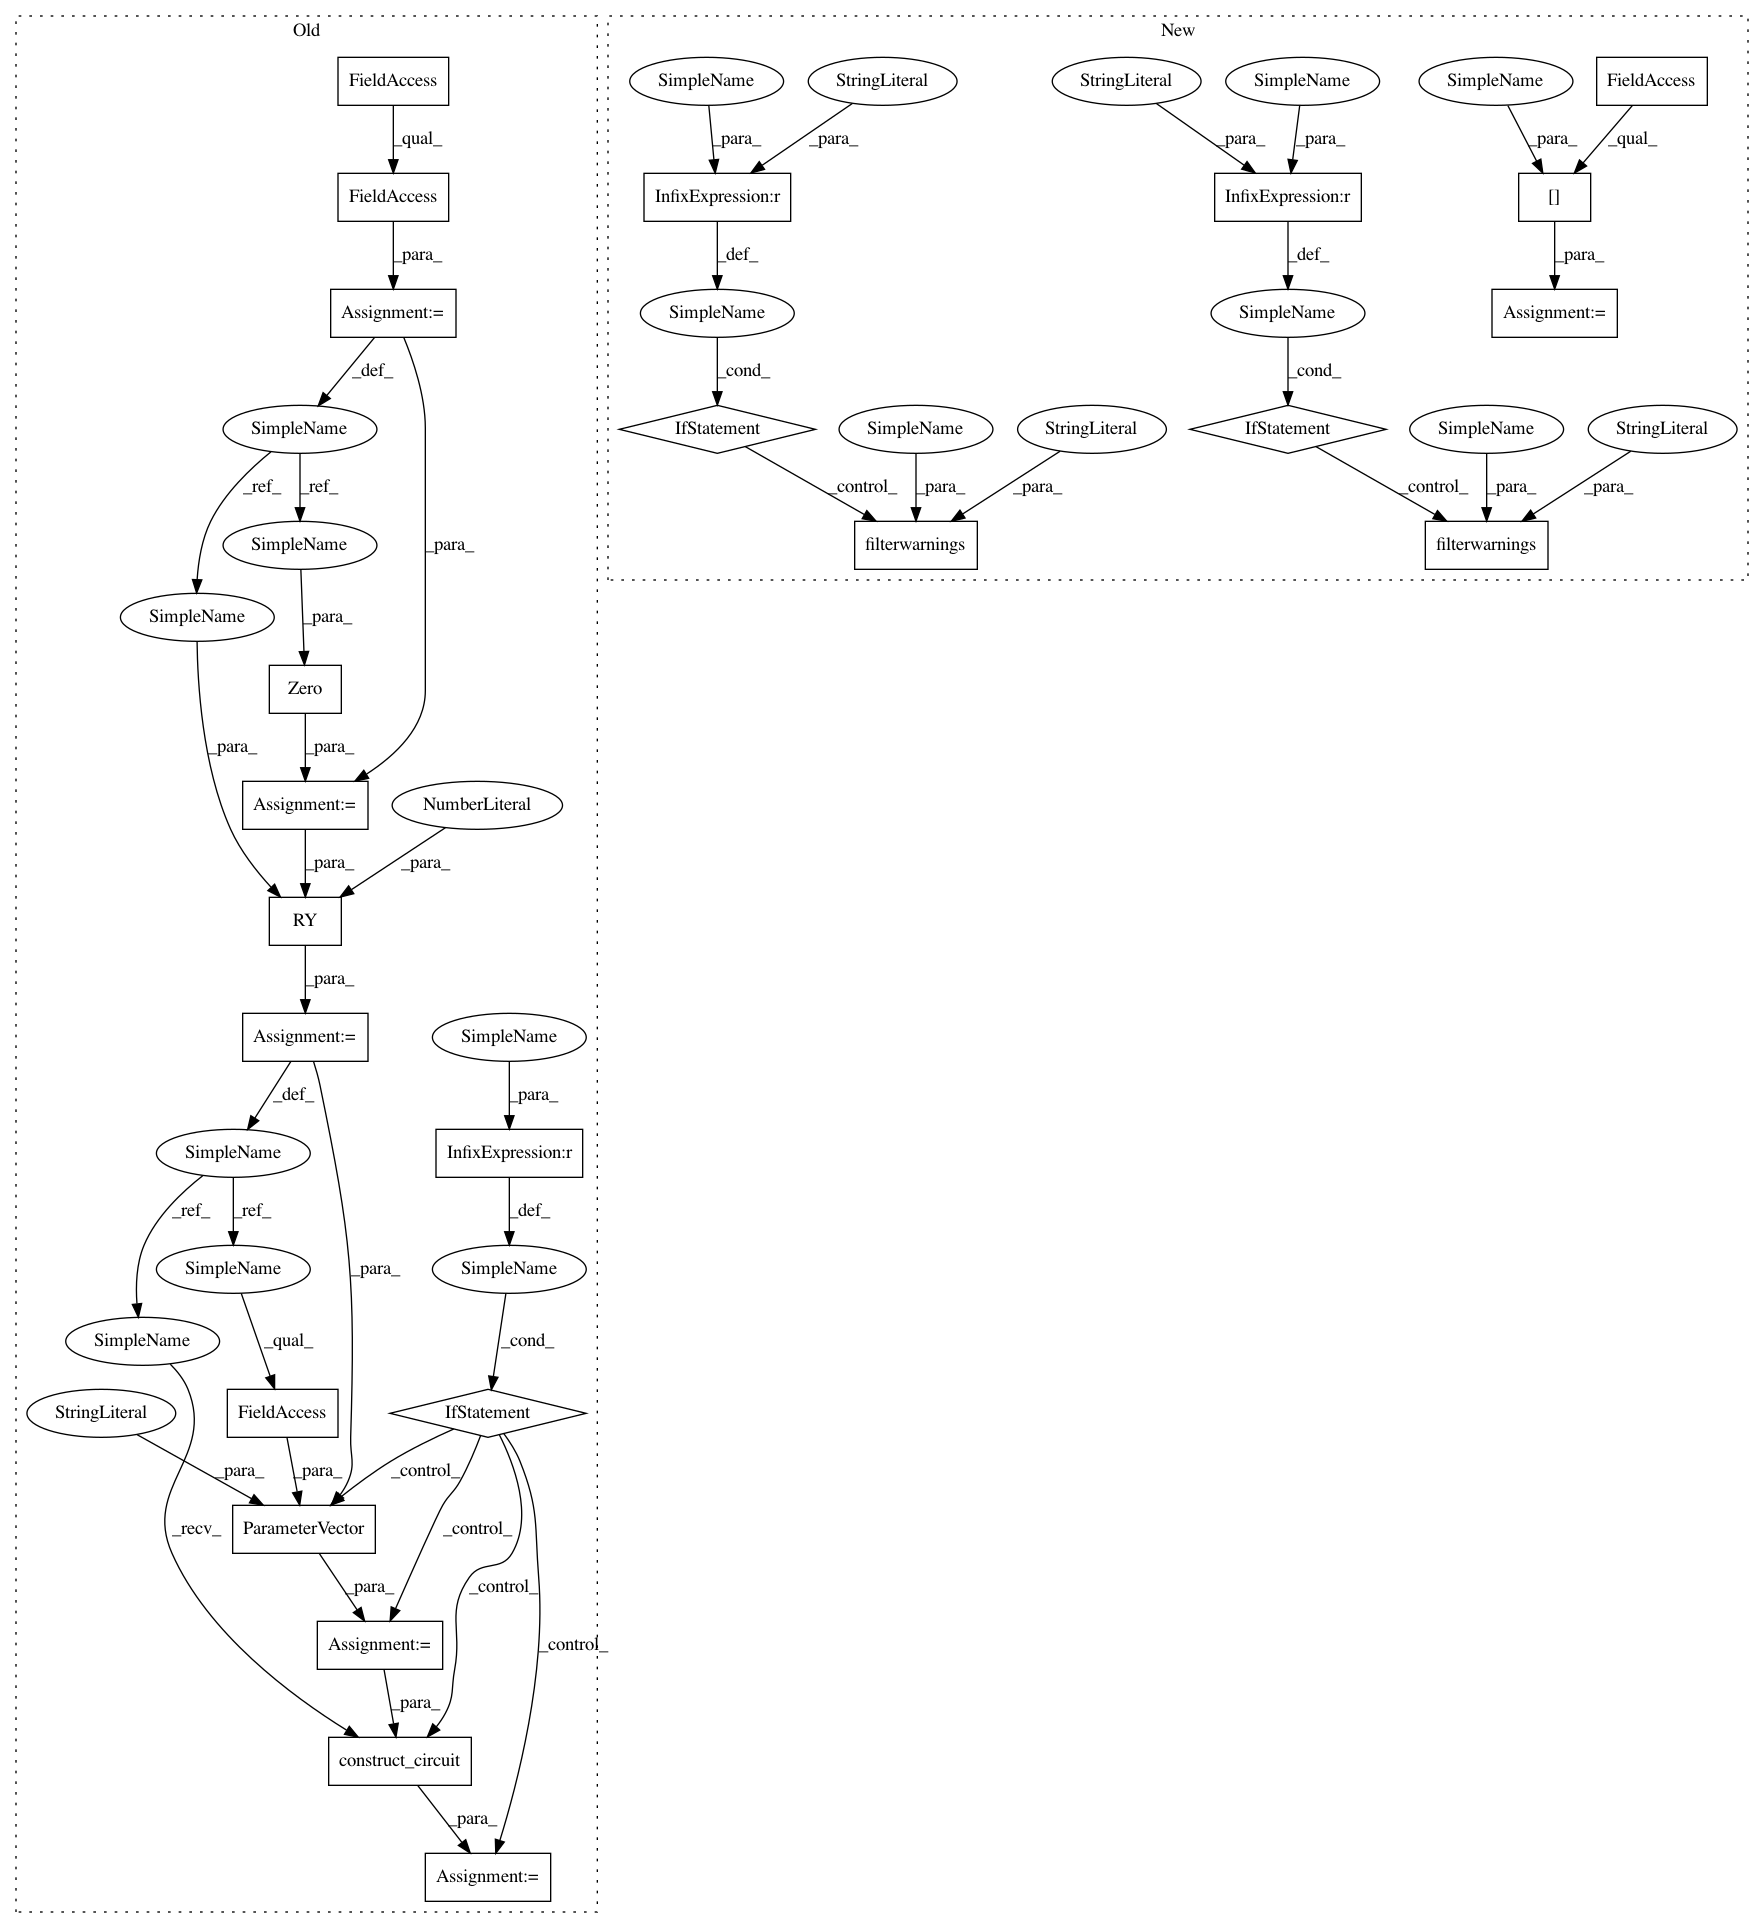 Old
New
FieldAccess
SimpleName
StringLiteral
StringLiteral
SimpleName
SimpleName
FieldAccess
_qual_
_para_
_para_
_para_
_para_
_para_
_qual_
FieldAccess
InfixExpression:r
InfixExpression:r
[]
_para_
_def_
_def_
_para_
Assignment:=
SimpleName
SimpleName
Assignment:=
_def_
_cond_
_cond_
SimpleName
IfStatement
SimpleName
StringLiteral
IfStatement
SimpleName
StringLiteral
_ref_
_ref_
_control_
_para_
_para_
_control_
_para_
_para_
SimpleName
_para_
filterwarnings
filterwarnings
SimpleName
_para_
Zero
_para_
_para_
Assignment:=
NumberLiteral
_para_
_para_
RY
_para_
Assignment:=
SimpleName
_def_
_para_
SimpleName
InfixExpression:r
_ref_
_ref_
_def_
SimpleName
_para_
SimpleName
SimpleName
_qual_
_cond_
StringLiteral
FieldAccess
IfStatement
_para_
_para_
_control_
_recv_
ParameterVector
_control_
_para_
_control_
Assignment:=
_control_
_para_
construct_circuit
_para_
Assignment:=